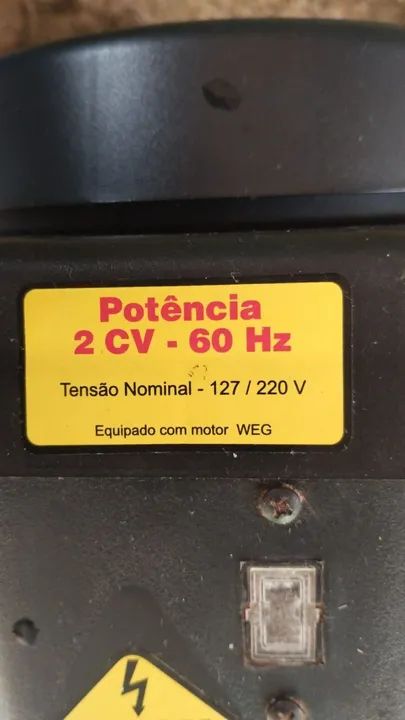 Potência
2 CV - 60 Hz
Tensão Nominal - 127 / 220 V
Equipado com motor WEG